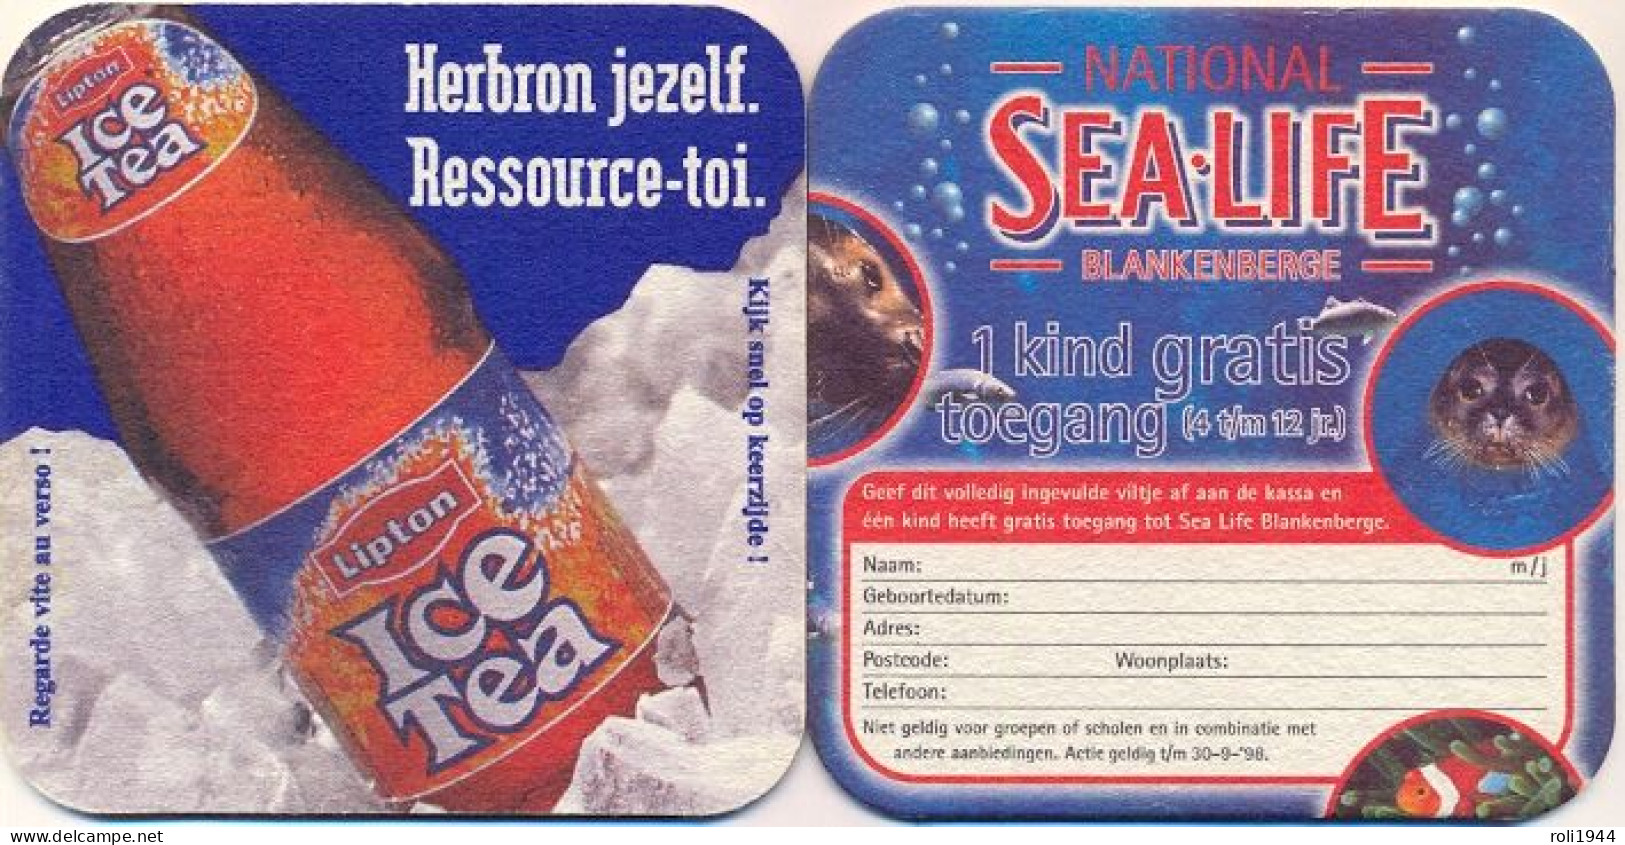 Herbron jezelf.
Ressource-toi.
Lipton
Ice
Tea
Kijk snel op keerzijde !
Regarde vite au verso !
Lipton
Ice
Tea
NATIONAL
SEA·LIFE
BLANKENBERGE
1 kind gratis
toegang (4 t/m 12 jr.)
Geef dit volledig ingevulde viltje af aan de kassa en
één kind heeft gratis toegang tot Sea Life Blankenberge.
Naam: m/j
Geboortedatum:
Adres:
Postcode: Woonplaats:
Telefoon:
Niet geldig voor groepen of scholen en in combinatie met
andere aanbiedingen. Actie geldig t/m 30-9-'98.
www.delcampe.net
roli1944